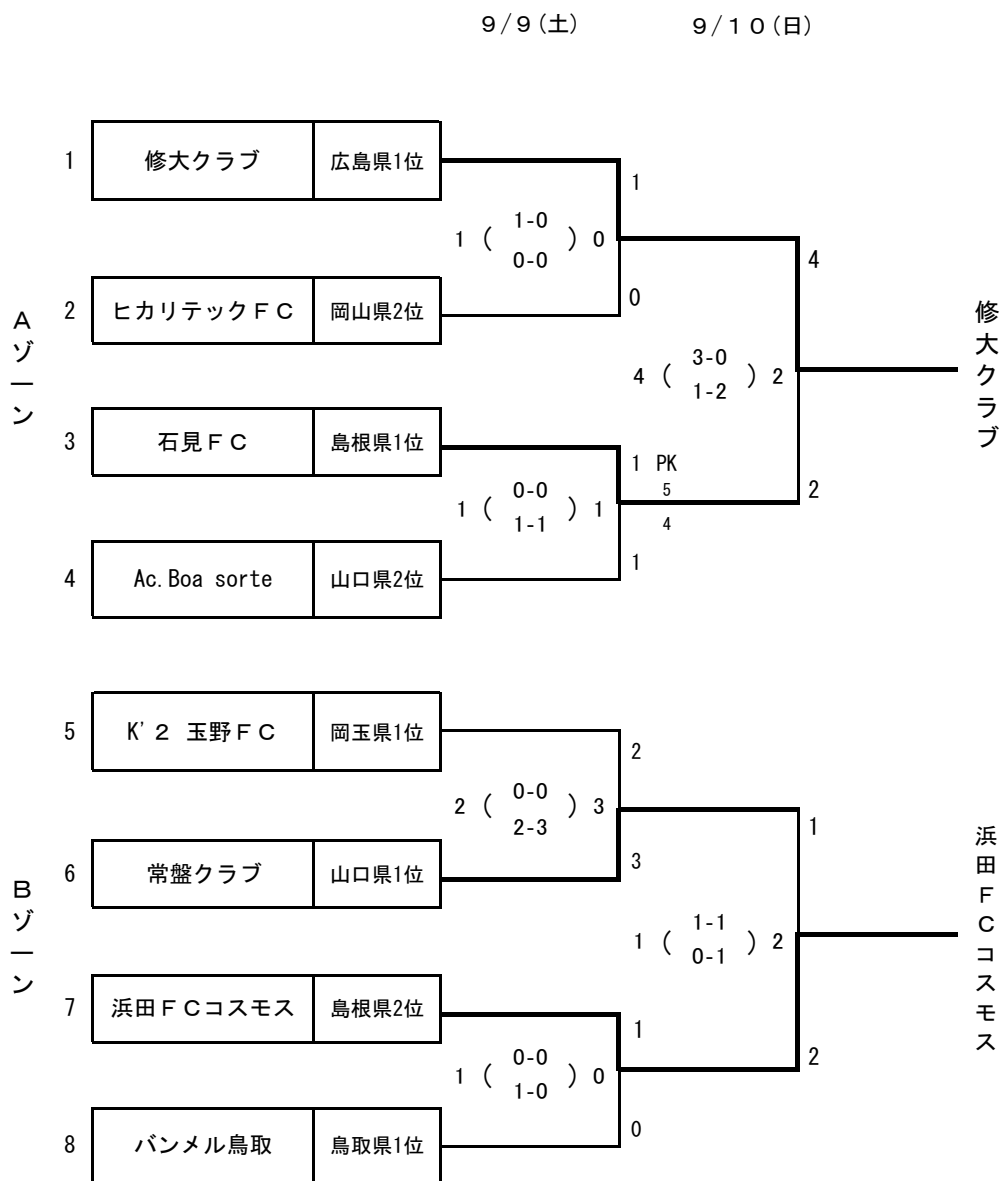 ９/９(土) ９/１０(日)
1 修大クラブ 広島県1位
1
1 ( 1-0 ) 0
0-0
4
0
2 ヒカリテックＦＣ 岡山県2位
Ａゾーン
修大クラブ
4 ( 3-0 ) 2
1-2
3 石見ＦＣ 島根県1位
1 PK
5
1 ( 0-0 ) 1
1-1
2
4
1
4 Ac.Boa sorte 山口県2位
5 K'２ 玉野ＦＣ 岡玉県1位
2
2 ( 0-0 ) 3
2-3
1
3
6 常盤クラブ 山口県1位
Ｂゾーン
浜田ＦＣコスモス
1 ( 1-1 ) 2
0-1
7 浜田ＦＣコスモス 島根県2位
1
1 ( 0-0 ) 0
1-0
2
0
8 バンメル鳥取 鳥取県1位